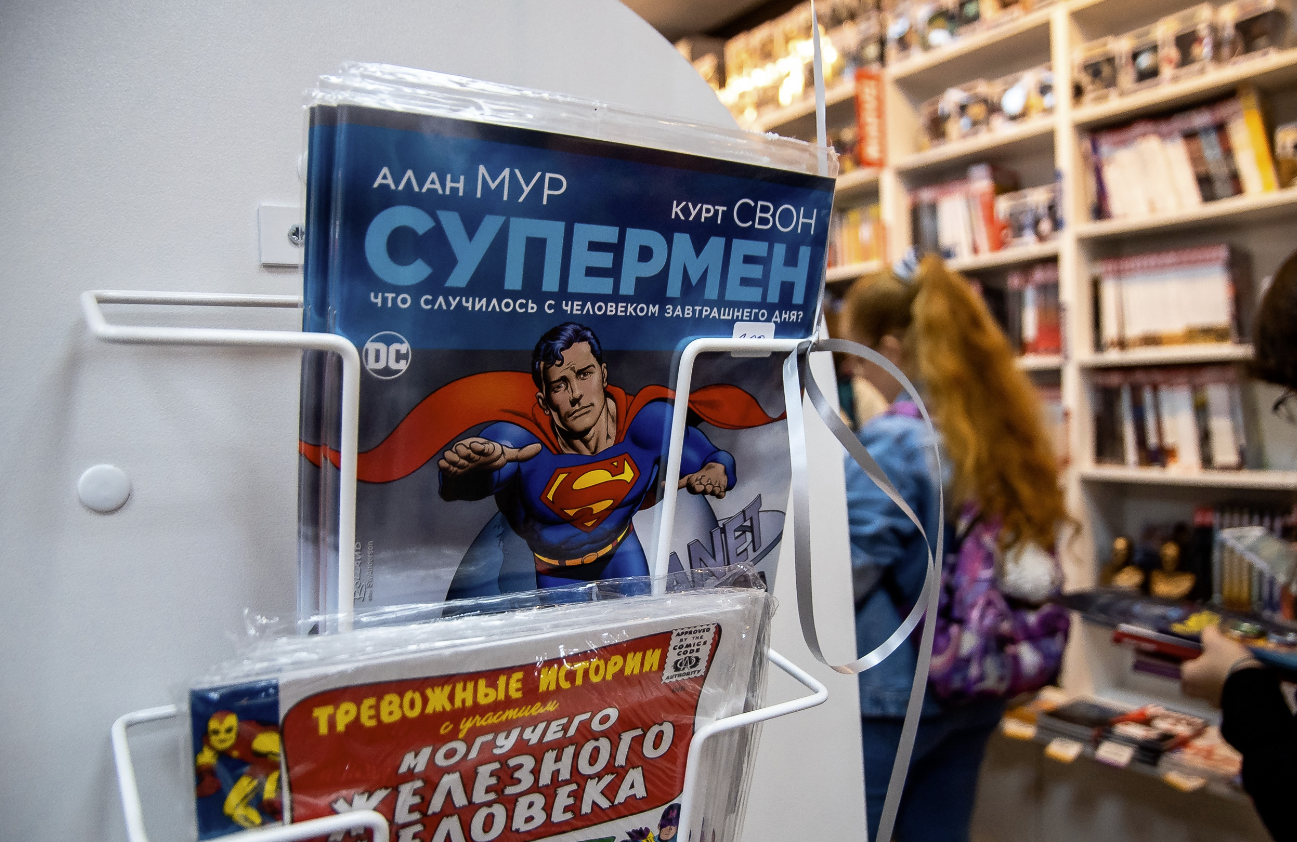 АЛАН МУР
КУРТ СВОН
СУПЕРМЕН
ЧТО СЛУЧИЛОСЬ С ЧЕЛОВЕКОМ ЗАВТРАШНЕГО ДНЯ?
DC
S
ТРЕВОЖНЫЕ ИСТОРИИ
с участием
МОГУЧЕГО
ЖЕЛЕЗНОГО
ЧЕЛОВЕКА
APPROVED
BY THE
COMICS
CODE
AUTHORITY
MARVEL